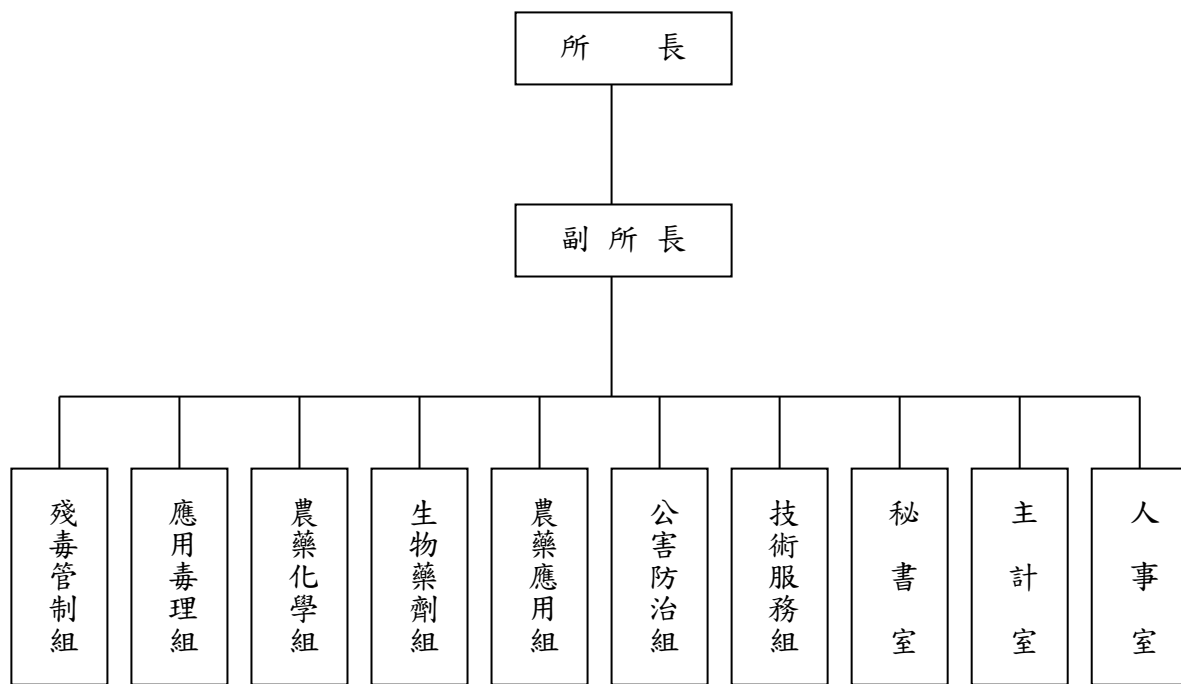 所 長
副所長
殘毒管制組
應用毒理組
農藥化學組
生物藥劑組
農藥應用組
公害防治組
技術服務組
秘書室
主計室
人事室